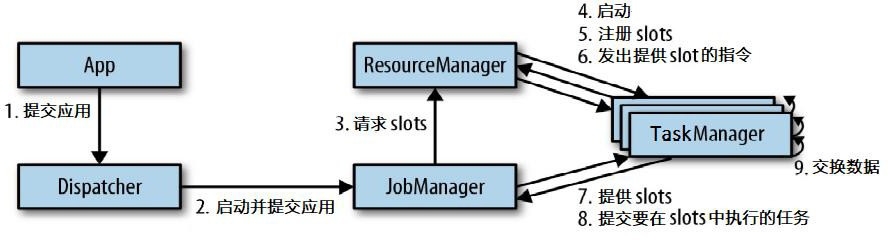 4. 启动
5. 注册 slots
6. 发出提供 slot 的指令
App
ResourceManager
1. 提交应用
3. 请求 slots
TaskManager
9. 交换数据
Dispatcher
JobManager
2. 启动并提交应用
7. 提供 slots
8. 提交要在 slots 中执行的任务